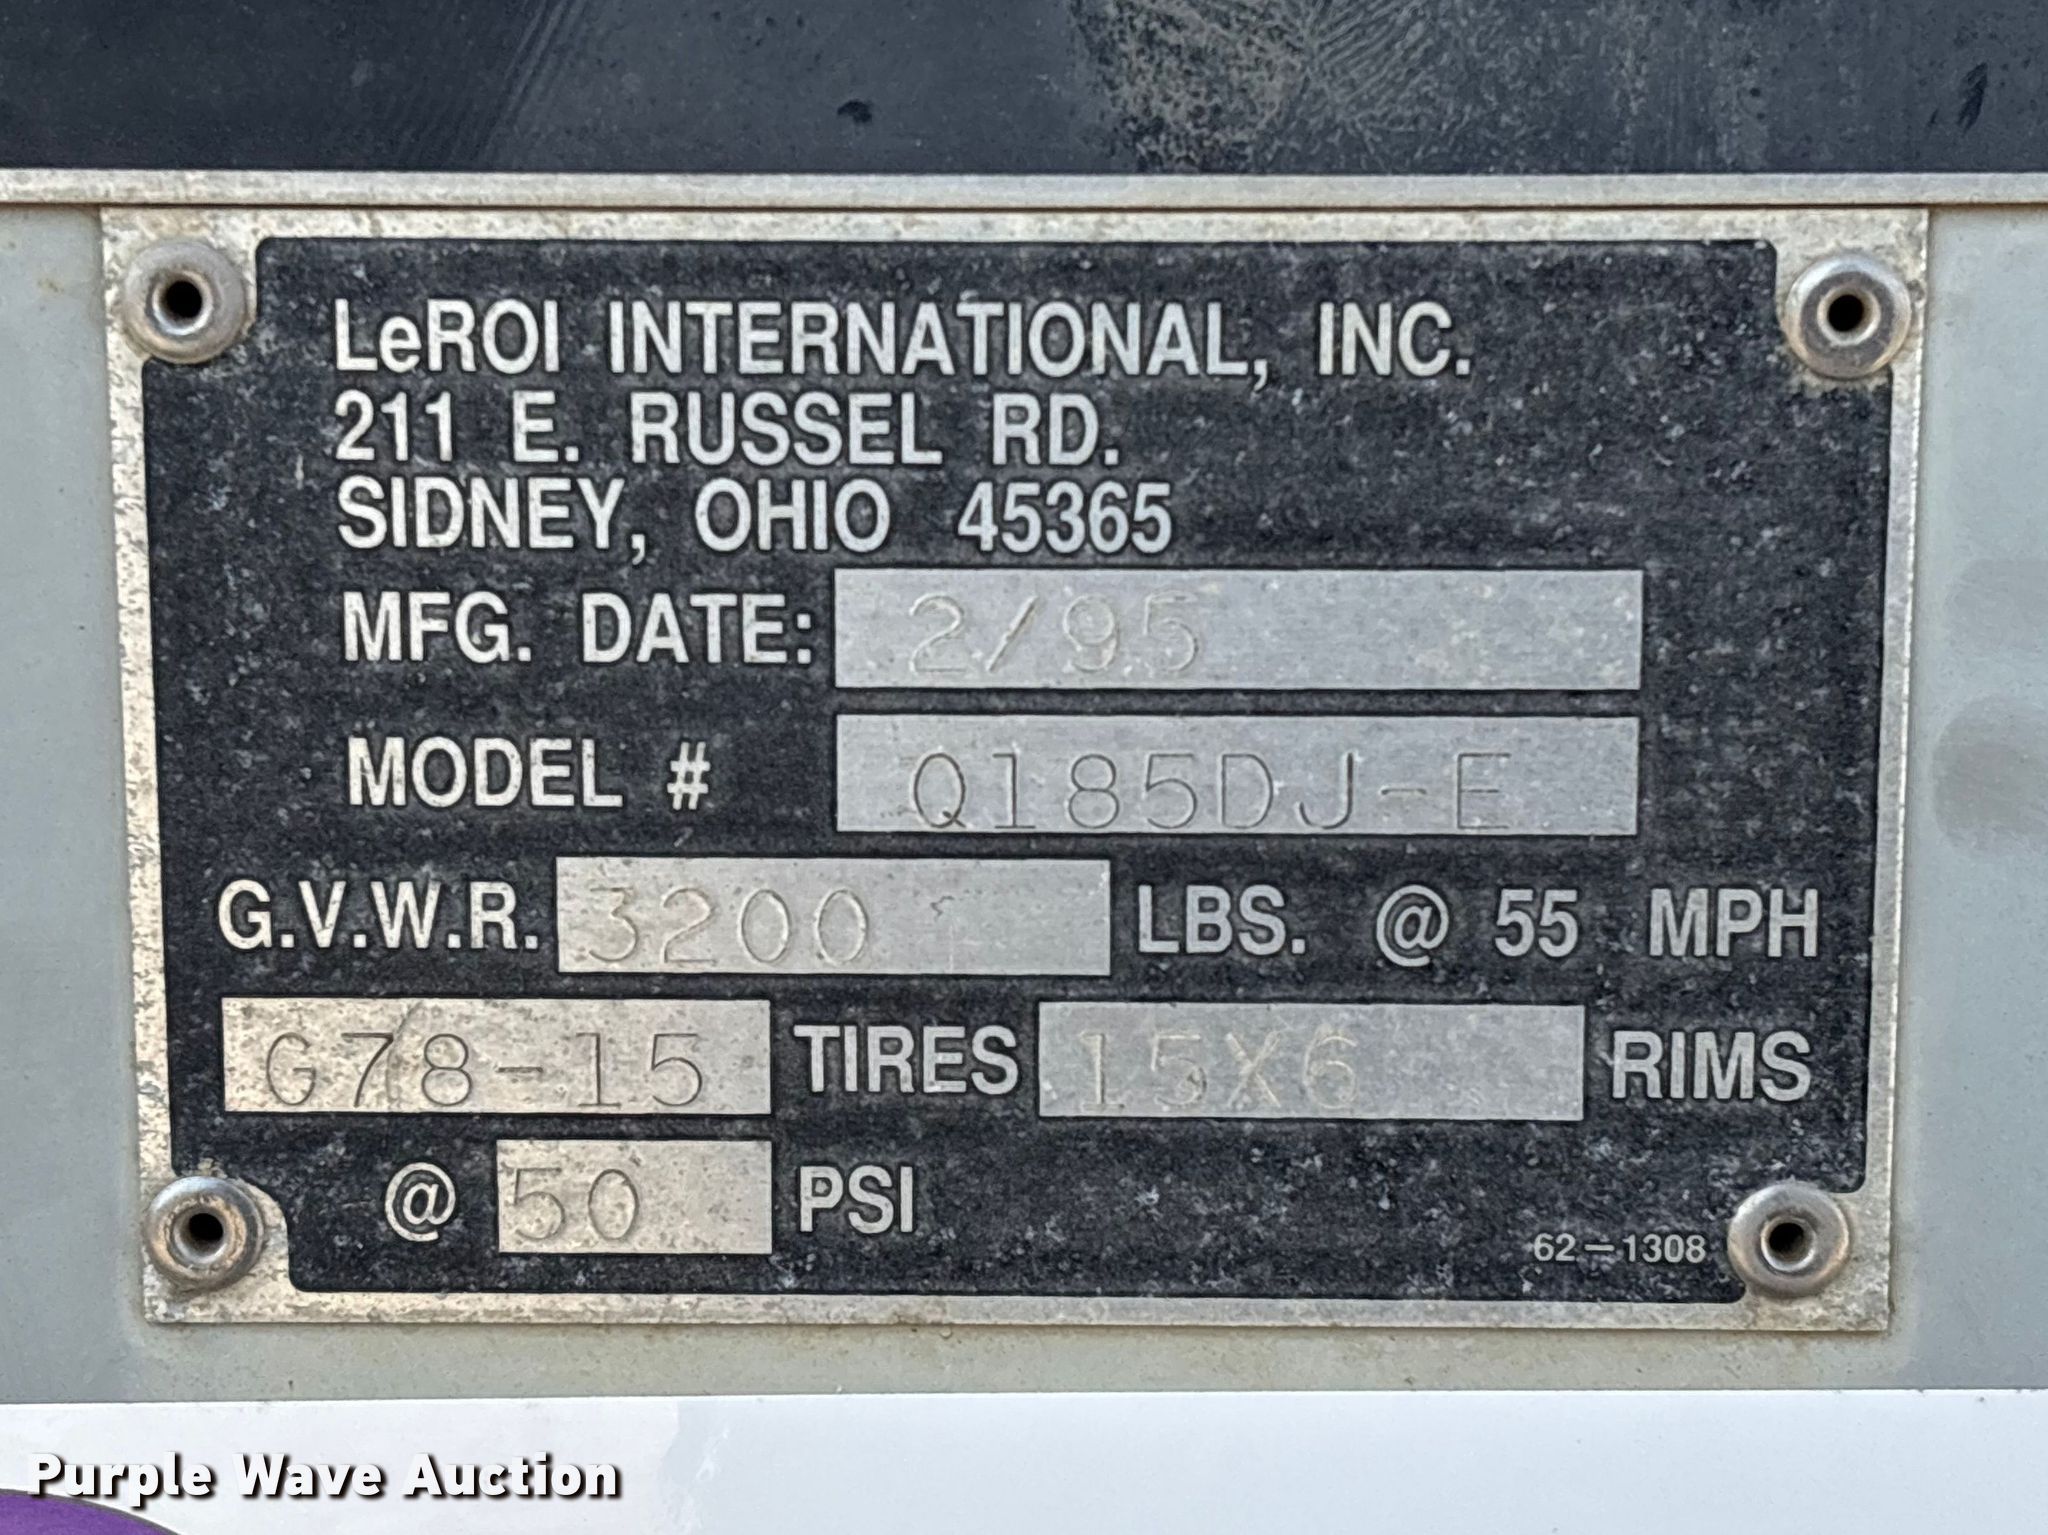 LeROI INTERNATIONAL, INC.
211 E. RUSSEL RD.
SIDNEY, OHIO 45365
MFG. DATE: 2/95
MODEL # Q185DJ-E
G.V.W.R. 3200 LBS. @ 55 MPH
G78-15 TIRES 15X6 RIMS
@ 50 PSI
62-1308
Purple Wave Auction